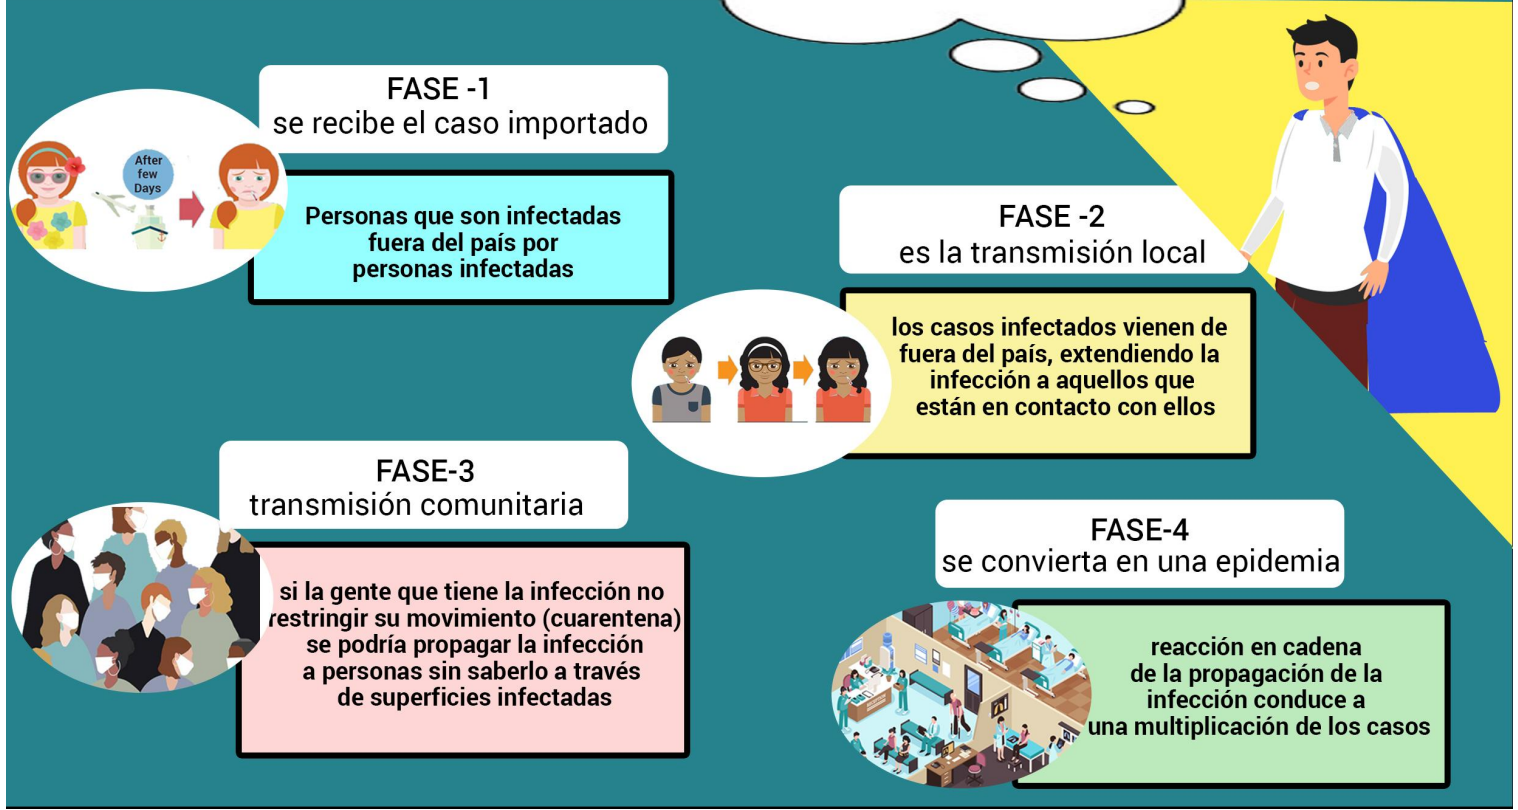 FASE -1
se recibe el caso importado
After
few
Days
Personas que son infectadas
fuera del país por
personas infectadas
FASE -2
es la transmisión local
los casos infectados vienen de
fuera del país, extendiendo la
infección a aquellos que
están en contacto con ellos
FASE-3
transmisión comunitaria
si la gente que tiene la infección no
restringir su movimiento (cuarentena)
se podría propagar la infección
a personas sin saberlo a través
de superficies infectadas
FASE-4
se convierta en una epidemia
reacción en cadena
de la propagación de la
infección conduce a
una multiplicación de los casos